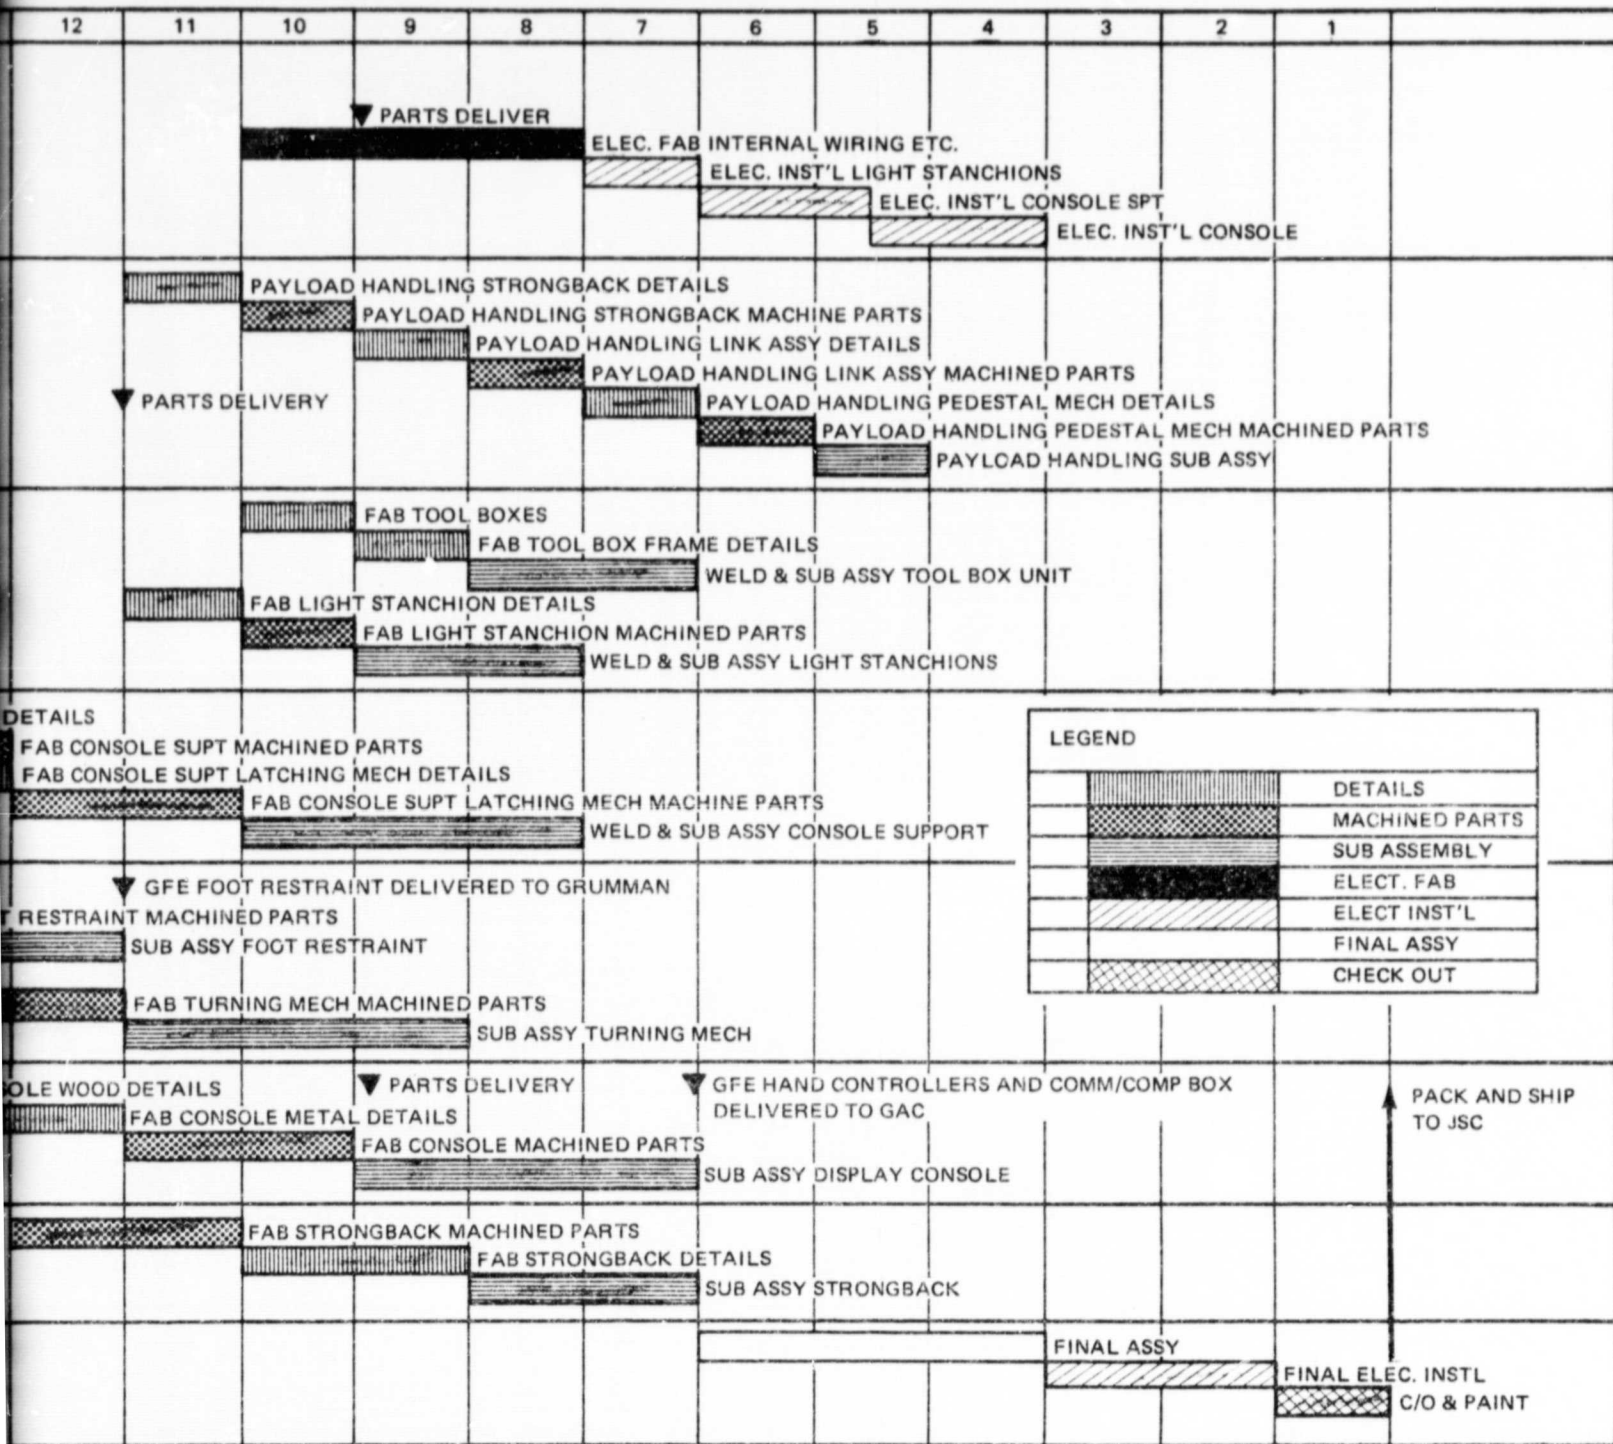 12 11 10 9 8 7 6 5 4 3 2 1
PARTS DELIVER
ELEC. FAB INTERNAL WIRING ETC.
ELEC. INST'L LIGHT STANCHIONS
ELEC. INST'L CONSOLE SPT
ELEC. INST'L CONSOLE
PAYLOAD HANDLING STRONGBACK DETAILS
PAYLOAD HANDLING STRONGBACK MACHINE PARTS
PAYLOAD HANDLING LINK ASSY DETAILS
PAYLOAD HANDLING LINK ASSY MACHINED PARTS
PARTS DELIVERY
PAYLOAD HANDLING PEDESTAL MECH DETAILS
PAYLOAD HANDLING PEDESTAL MECH MACHINED PARTS
PAYLOAD HANDLING SUB ASSY
FAB TOOL BOXES
FAB TOOL BOX FRAME DETAILS
WELD & SUB ASSY TOOL BOX UNIT
FAB LIGHT STANCHION DETAILS
FAB LIGHT STANCHION MACHINED PARTS
WELD & SUB ASSY LIGHT STANCHIONS
DETAILS
FAB CONSOLE SUPT MACHINED PARTS
FAB CONSOLE SUPT LATCHING MECH DETAILS
FAB CONSOLE SUPT LATCHING MECH MACHINE PARTS
WELD & SUB ASSY CONSOLE SUPPORT
LEGEND
DETAILS
MACHINED PARTS
SUB ASSEMBLY
ELECT. FAB
ELECT INST'L
FINAL ASSY
CHECK OUT
GFE FOOT RESTRAINT DELIVERED TO GRUMMAN
T RESTRAINT MACHINED PARTS
SUB ASSY FOOT RESTRAINT
FAB TURNING MECH MACHINED PARTS
SUB ASSY TURNING MECH
OLE WOOD DETAILS
PARTS DELIVERY
GFE HAND CONTROLLERS AND COMM/COMP BOX
DELIVERED TO GAC
PACK AND SHIP
TO JSC
FAB CONSOLE METAL DETAILS
FAB CONSOLE MACHINED PARTS
SUB ASSY DISPLAY CONSOLE
FAB STRONGBACK MACHINED PARTS
FAB STRONGBACK DETAILS
SUB ASSY STRONGBACK
FINAL ASSY
FINAL ELEC. INSTL
C/O & PAINT